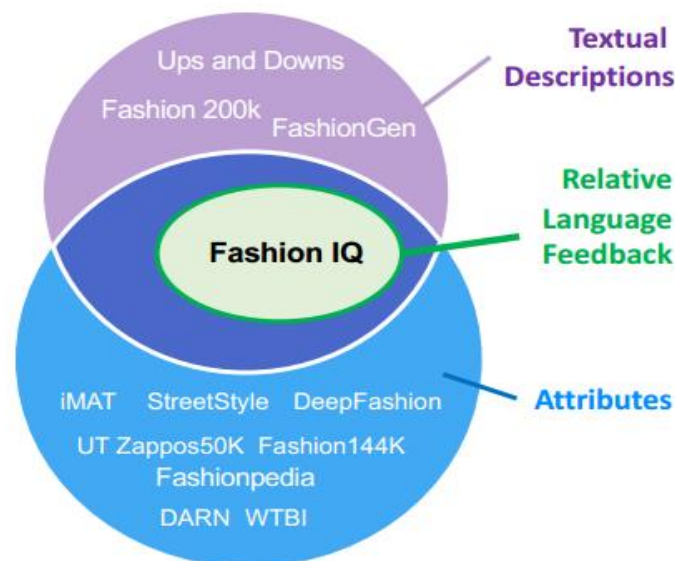 Ups and Downs
Fashion 200k
FashionGen
Textual
Descriptions
Relative
Language
Feedback
Fashion IQ
Attributes
iMAT StreetStyle DeepFashion
UT Zappos50K Fashion144K
Fashionpedia
DARN WTBI